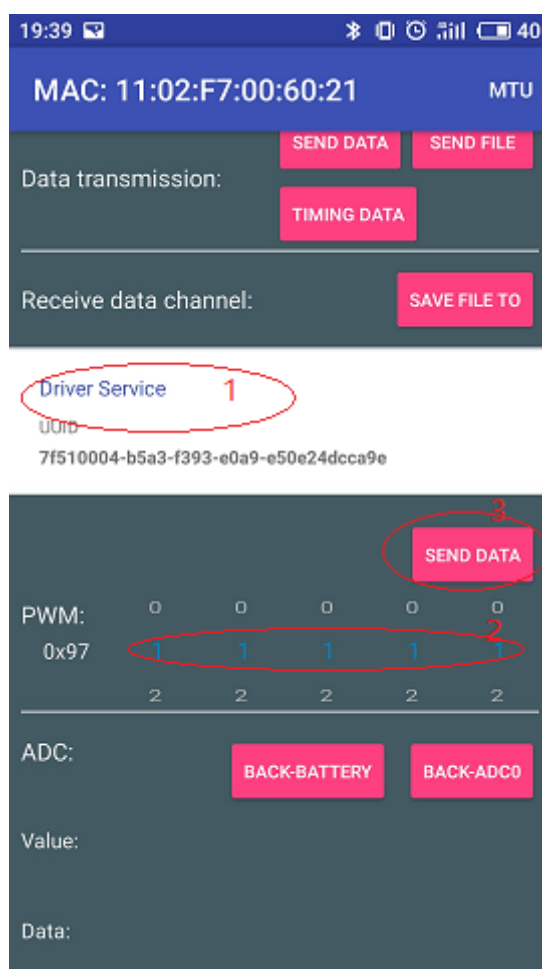 19:39 40
MAC: 11:02:F7:00:60:21 MTU
SEND DATA SEND FILE
Data transmission:
TIMING DATA
Receive data channel: SAVE FILE TO
Driver Service 1
UUID
7f510004-b5a3-f393-e0a9-e50e24dcca9e
3
SEND DATA
PWM: 0 0 0 0 0
2
0x97 1 1 1 1 1
2 2 2 2 2
ADC: BACK-BATTERY BACK-ADC0
Value:
Data: